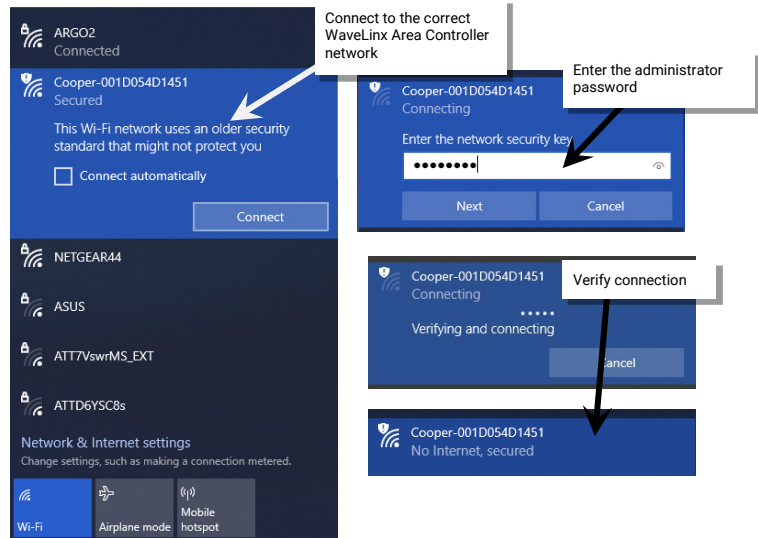 ARGO2
Connected
Cooper-001D054D1451
Secured
This Wi-Fi network uses an older security
standard that might not protect you
Connect automatically
Connect
NETGEAR44
ASUS
ATT7VswrMS_EXT
ATTD6YSC8s
Network & Internet settings
Change settings, such as making a connection metered.
Wi-Fi
Airplane mode
Mobile
hotspot
Connect to the correct
WaveLinx Area Controller
network
Cooper-001D054D1451
Connecting
Enter the network security key
••••••••
Next
Cancel
Enter the administrator
password
Cooper-001D054D1451
Connecting
Verifying and connecting
Cancel
Verify connection
Cooper-001D054D1451
No Internet, secured